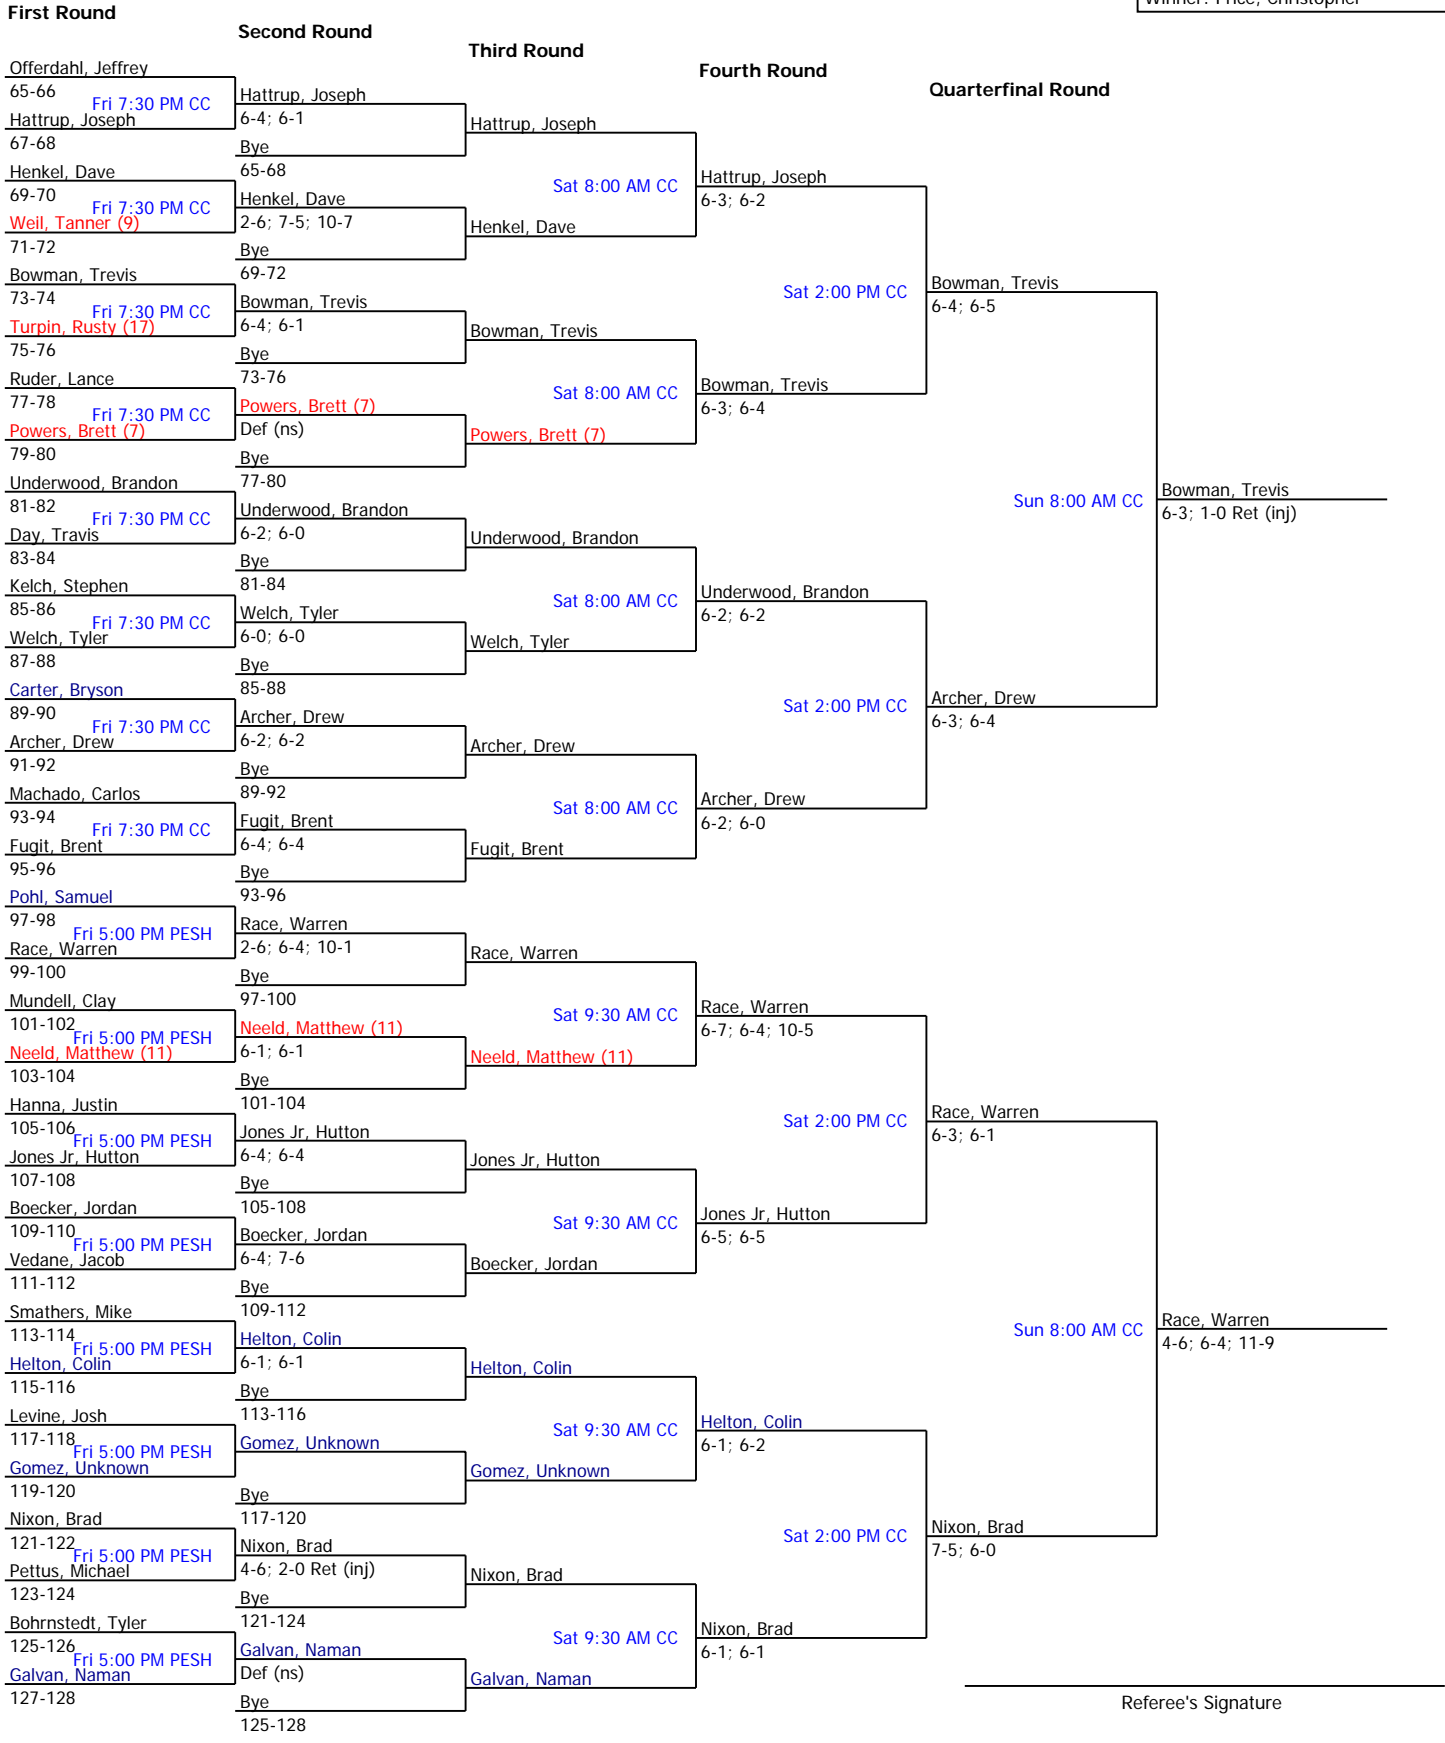 Winner: Price, Christopher
First Round
Second Round
Third Round
Fourth Round
Quarterfinal Round
Offerdahl, Jeffrey
65-66
Fri 7:30 PM CC
Hattrup, Joseph
67-68
Henkel, Dave
69-70
Fri 7:30 PM CC
Weil, Tanner (9)
71-72
Bowman, Trevis
73-74
Fri 7:30 PM CC
Turpin, Rusty (17)
75-76
Ruder, Lance
77-78
Fri 7:30 PM CC
Powers, Brett (7)
79-80
Underwood, Brandon
81-82
Fri 7:30 PM CC
Day, Travis
83-84
Kelch, Stephen
85-86
Fri 7:30 PM CC
Welch, Tyler
87-88
Carter, Bryson
89-90
Fri 7:30 PM CC
Archer, Drew
91-92
Machado, Carlos
93-94
Fri 7:30 PM CC
Fugit, Brent
95-96
Pohl, Samuel
97-98
Fri 5:00 PM PESH
Race, Warren
99-100
Mundell, Clay
101-102
Fri 5:00 PM PESH
Neeld, Matthew (11)
103-104
Hanna, Justin
105-106
Fri 5:00 PM PESH
Jones Jr, Hutton
107-108
Boecker, Jordan
109-110
Fri 5:00 PM PESH
Vedane, Jacob
111-112
Smathers, Mike
113-114
Fri 5:00 PM PESH
Helton, Colin
115-116
Levine, Josh
117-118
Fri 5:00 PM PESH
Gomez, Unknown
119-120
Nixon, Brad
121-122
Fri 5:00 PM PESH
Pettus, Michael
123-124
Bohrnstedt, Tyler
125-126
Fri 5:00 PM PESH
Galvan, Naman
127-128
Hattrup, Joseph
6-4; 6-1
Bye
65-68
Henkel, Dave
2-6; 7-5; 10-7
Bye
69-72
Bowman, Trevis
6-4; 6-1
Bye
73-76
Powers, Brett (7)
Def (ns)
Bye
77-80
Underwood, Brandon
6-2; 6-0
Bye
81-84
Welch, Tyler
6-0; 6-0
Bye
85-88
Archer, Drew
6-2; 6-2
Bye
89-92
Fugit, Brent
6-4; 6-4
Bye
93-96
Race, Warren
2-6; 6-4; 10-1
Bye
97-100
Neeld, Matthew (11)
6-1; 6-1
Bye
101-104
Jones Jr, Hutton
6-4; 6-4
Bye
105-108
Boecker, Jordan
6-4; 7-6
Bye
109-112
Helton, Colin
6-1; 6-1
Bye
113-116
Gomez, Unknown
Bye
117-120
Nixon, Brad
4-6; 2-0 Ret (inj)
Bye
121-124
Galvan, Naman
Def (ns)
Bye
125-128
Hattrup, Joseph
Sat 8:00 AM CC
Henkel, Dave
Bowman, Trevis
Sat 8:00 AM CC
Powers, Brett (7)
Underwood, Brandon
Sat 8:00 AM CC
Welch, Tyler
Archer, Drew
Sat 8:00 AM CC
Fugit, Brent
Race, Warren
Sat 9:30 AM CC
Neeld, Matthew (11)
Jones Jr, Hutton
Sat 9:30 AM CC
Boecker, Jordan
Helton, Colin
Sat 9:30 AM CC
Gomez, Unknown
Nixon, Brad
Sat 9:30 AM CC
Galvan, Naman
Hattrup, Joseph
6-3; 6-2
Sat 2:00 PM CC
Bowman, Trevis
6-3; 6-4
Underwood, Brandon
6-2; 6-2
Sat 2:00 PM CC
Archer, Drew
6-2; 6-0
Race, Warren
6-7; 6-4; 10-5
Sat 2:00 PM CC
Jones Jr, Hutton
6-5; 6-5
Helton, Colin
6-1; 6-2
Sat 2:00 PM CC
Nixon, Brad
6-1; 6-1
Bowman, Trevis
6-4; 6-5
Sun 8:00 AM CC
Archer, Drew
6-3; 6-4
Race, Warren
6-3; 6-1
Sun 8:00 AM CC
Nixon, Brad
7-5; 6-0
Bowman, Trevis
6-3; 1-0 Ret (inj)
Race, Warren
4-6; 6-4; 11-9
Referee's Signature